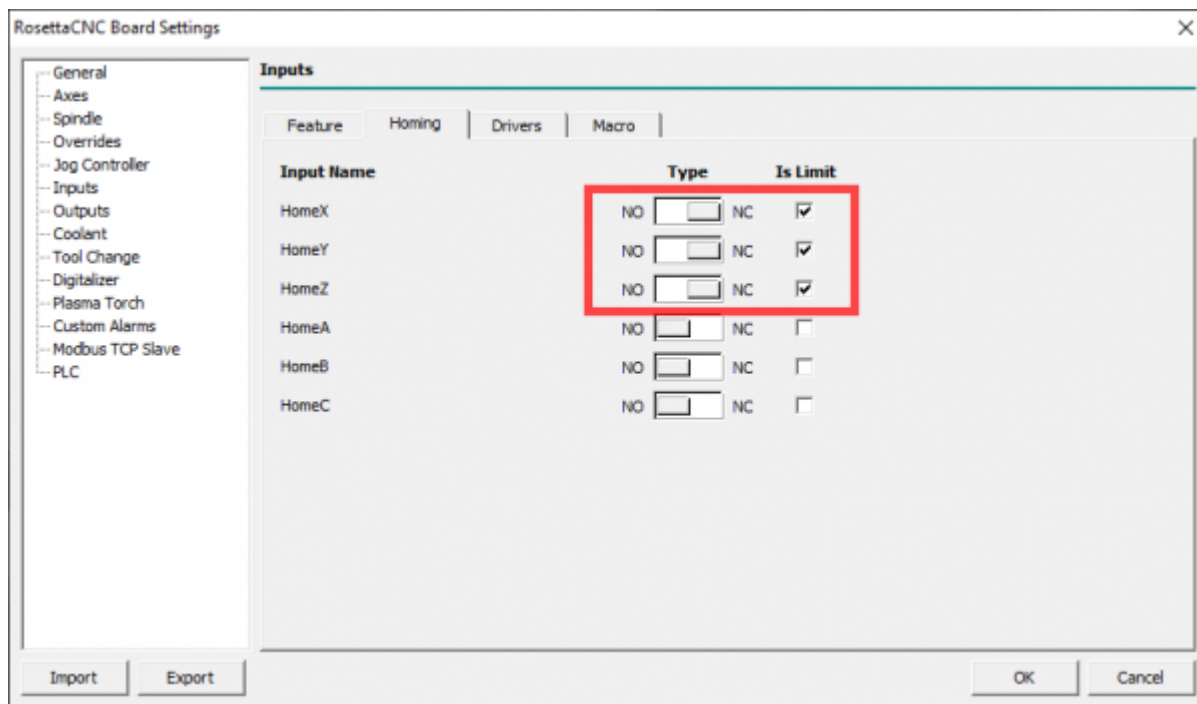 RosettaCNC Board Settings
General
Axes
Spindle
Overrides
Jog Controller
Inputs
Outputs
Coolant
Tool Change
Digitalizer
Plasma Torch
Custom Alarms
Modbus TCP Slave
PLC
Inputs
Feature Homing Drivers Macro
Input Name Type Is Limit
HomeX NO NC
HomeY NO NC
HomeZ NO NC
HomeA NO NC
HomeB NO NC
HomeC NO NC
Import Export OK Cancel